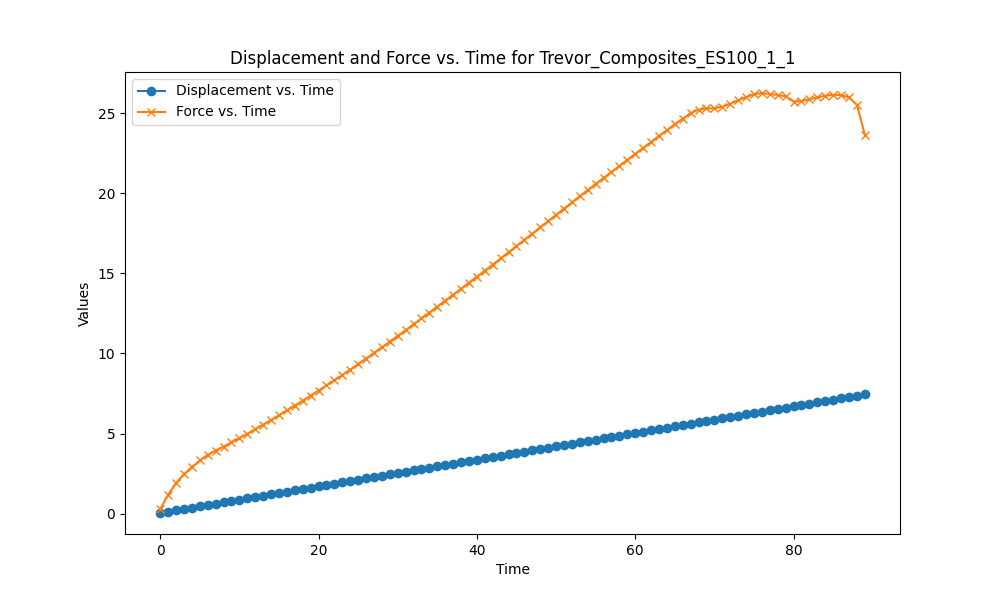 Displacement and Force vs. Time for Trevor_Composites_ES100_1_1
Displacement vs. Time
Force vs. Time
25
20
15
10
5
0
Values
0 20 40 60 80
Time